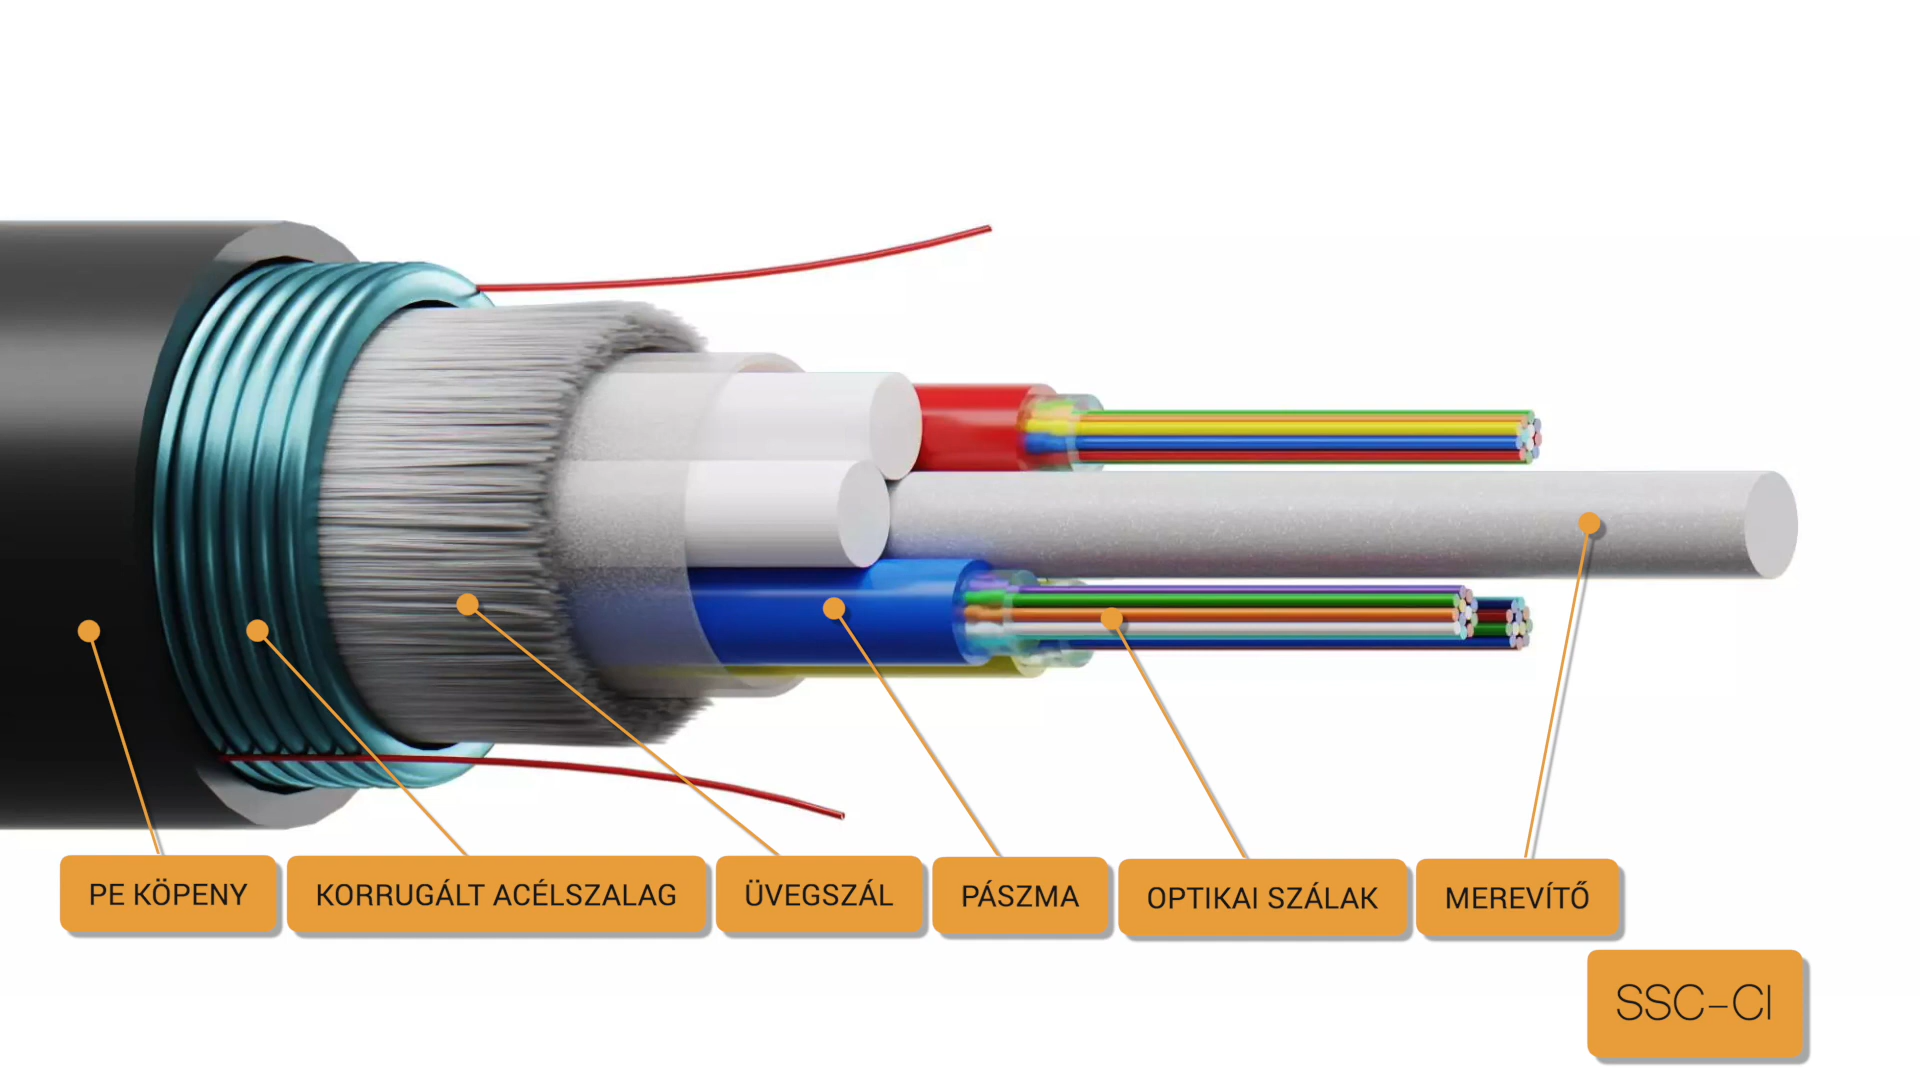 PE KÖPENY
KORRUGÁLT ACÉLSZALAG
ÜVEGSZÁL
PÁSZMA
OPTIKAI SZÁLAK
MEREVÍTŐ
SSC-CI